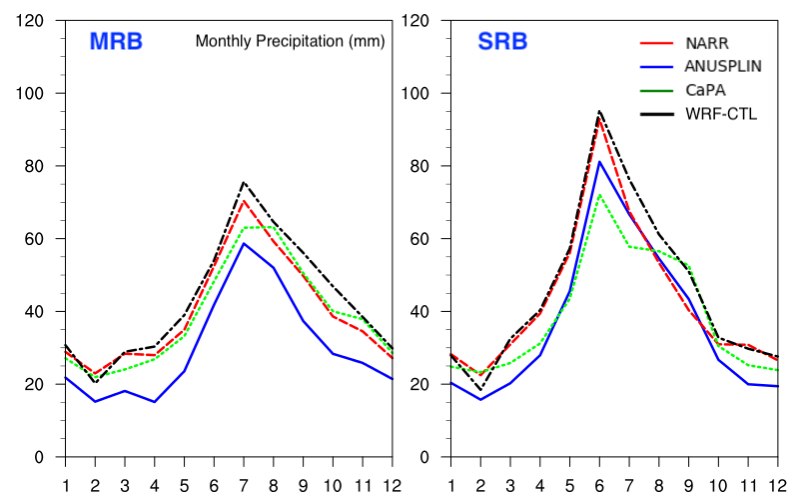 MRB
Monthly Precipitation (mm)
120
100
80
60
40
20
0
1 2 3 4 5 6 7 8 9 10 11 12
SRB
NARR
ANUSPLIN
CaPA
WRF-CTL
120
100
80
60
40
20
0
1 2 3 4 5 6 7 8 9 10 11 12